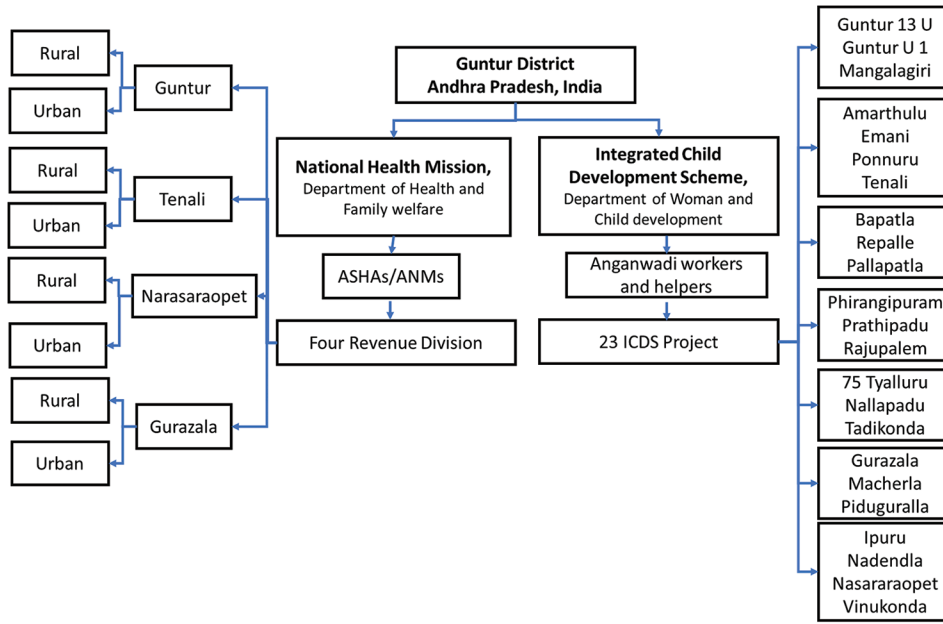 Guntur District
Andhra Pradesh, India
National Health Mission,
Department of Health and
Family welfare
ASHAs/ANMs
Four Revenue Division
Guntur
Rural
Urban
Tenali
Rural
Urban
Narasaraopet
Rural
Urban
Gurazala
Rural
Urban
Integrated Child
Development Scheme,
Department of Woman and
Child development
Anganwadi workers
and helpers
23 ICDS Project
Guntur 13 U
Guntur U 1
Mangalagiri
Amarthulu
Emani
Ponnuru
Tenali
Bapatla
Repalle
Pallapatla
Phirangipuram
Prathipadu
Rajupalem
75 Tyalluru
Nallapadu
Tadikonda
Gurazala
Macherla
Piduguralla
Ipuru
Nadendla
Nasararaopet
Vinukonda